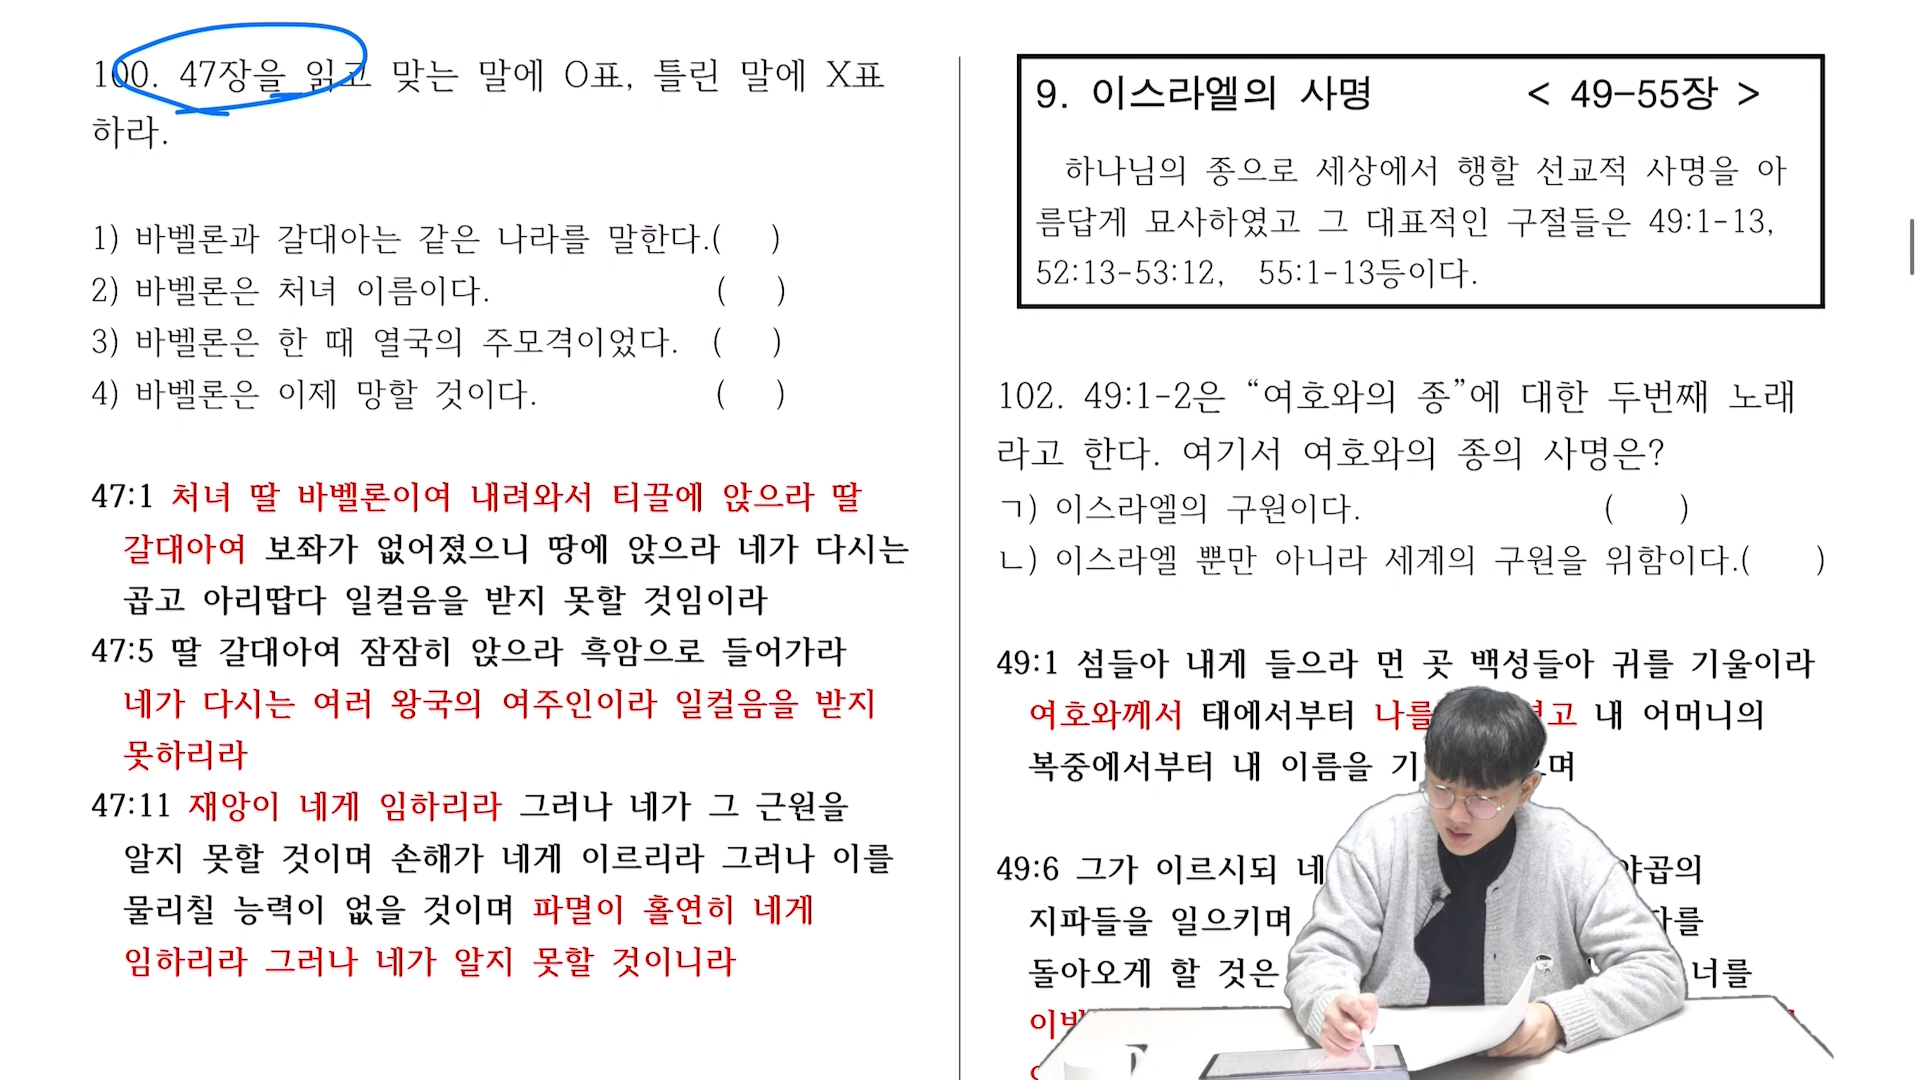 100. 47장을 읽고 맞는 말에 O표, 틀린 말에 X표
하라.
1) 바벨론과 갈대아는 같은 나라를 말한다.( )
2) 바벨론은 처녀 이름이다. ( )
3) 바벨론은 한 때 열국의 주모격이었다. ( )
4) 바벨론은 이제 망할 것이다. ( )
47:1 처녀 딸 바벨론이여 내려와서 티끌에 앉으라 딸
갈대아여 보좌가 없어졌으니 땅에 앉으라 네가 다시는
곱고 아리땁다 일컬음을 받지 못할 것임이라
47:5 딸 갈대아여 잠잠히 앉으라 흑암으로 들어가라
네가 다시는 여러 왕국의 여주인이라 일컬음을 받지
못하리라
47:11 재앙이 네게 임하리라 그러나 네가 그 근원을
알지 못할 것이며 손해가 네게 이르리라 그러나 이를
물리칠 능력이 없을 것이며 파멸이 홀연히 네게
임하리라 그러나 네가 알지 못할 것이니라
9. 이스라엘의 사명 < 49-55장 >
하나님의 종으로 세상에서 행할 선교적 사명을 아
름답게 묘사하였고 그 대표적인 구절들은 49:1-13,
52:13-53:12, 55:1-13등이다.
102. 49:1-2은 “여호와의 종”에 대한 두번째 노래
라고 한다. 여기서 여호와의 종의 사명은?
ㄱ) 이스라엘의 구원이다. ( )
ㄴ) 이스라엘 뿐만 아니라 세계의 구원을 위함이다.( )
49:1 섬들아 내게 들으라 먼 곳 백성들아 귀를 기울이라
여호와께서 태에서부터 나를 내 어머니의
복중에서부터 내 이름을
49:6 그가 이르시되 야곱의
지파들을 일으키며
돌아오게 할 것은 너를